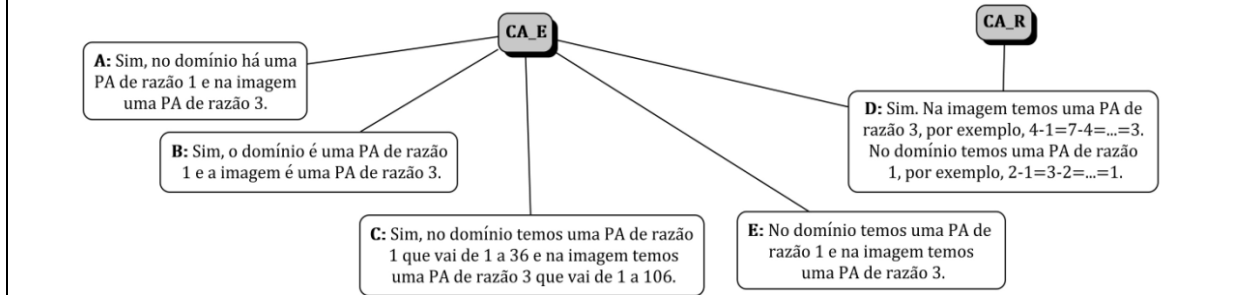 CA_E
CA_R
A: Sim, no domínio há uma
PA de razão 1 e na imagem
uma PA de razão 3.
B: Sim, o domínio é uma PA de razão
1 e a imagem é uma PA de razão 3.
C: Sim, no domínio temos uma PA de razão
1 que vai de 1 a 36 e na imagem temos
uma PA de razão 3 que vai de 1 a 106.
D: Sim. Na imagem temos uma PA de
razão 3, por exemplo, 4-1=7-4=...=3.
No domínio temos uma PA de razão
1, por exemplo, 2-1=3-2=...=1.
E: No domínio temos uma PA de
razão 1 e na imagem temos
uma PA de razão 3.